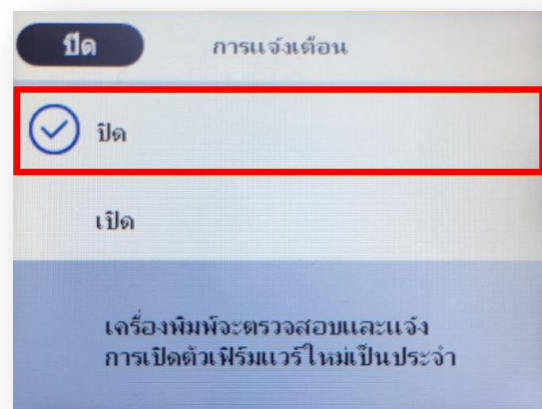 ปิด การแจ้งเตือน
ปิด
เปิด
เครื่องพิมพ์จะตรวจสอบและแจ้ง
การเปิดตัวเฟิร์มแวร์ใหม่เป็นประจำ